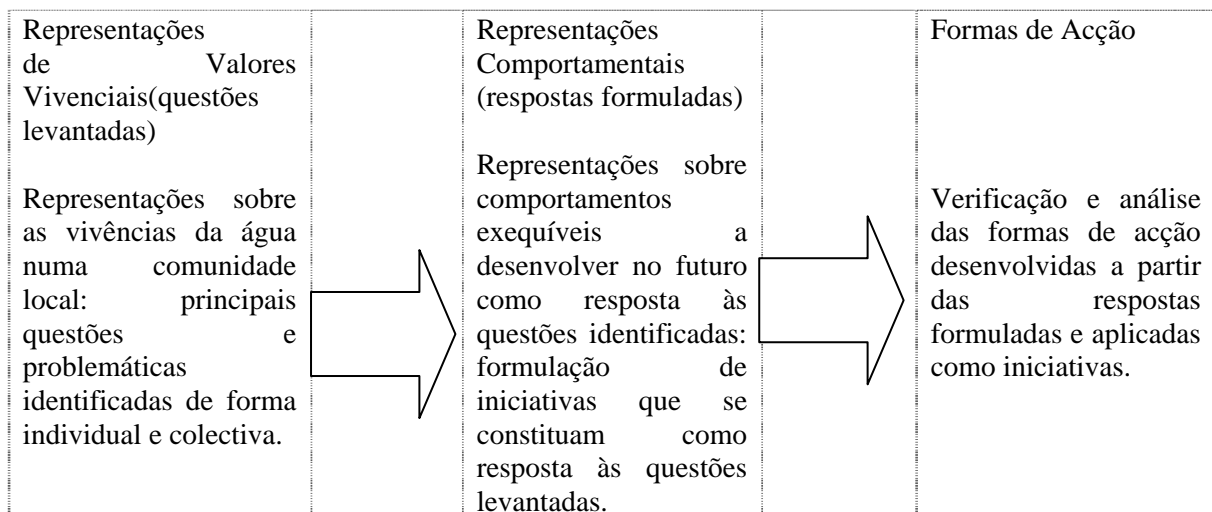 Representações
de Valores
Vivenciais(questões
levantadas)
Representações sobre
as vivências da água
numa comunidade
local: principais
questões e
problemáticas
identificadas de forma
individual e colectiva.
Representações
Comportamentais
(respostas formuladas)
Representações sobre
comportamentos
exequíveis a
desenvolver no futuro
como resposta às
questões identificadas:
formulação de
iniciativas que se
constituam como
resposta às questões
levantadas.
Formas de Acção
Verificação e análise
das formas de acção
desenvolvidas a partir
das respostas
formuladas e aplicadas
como iniciativas.